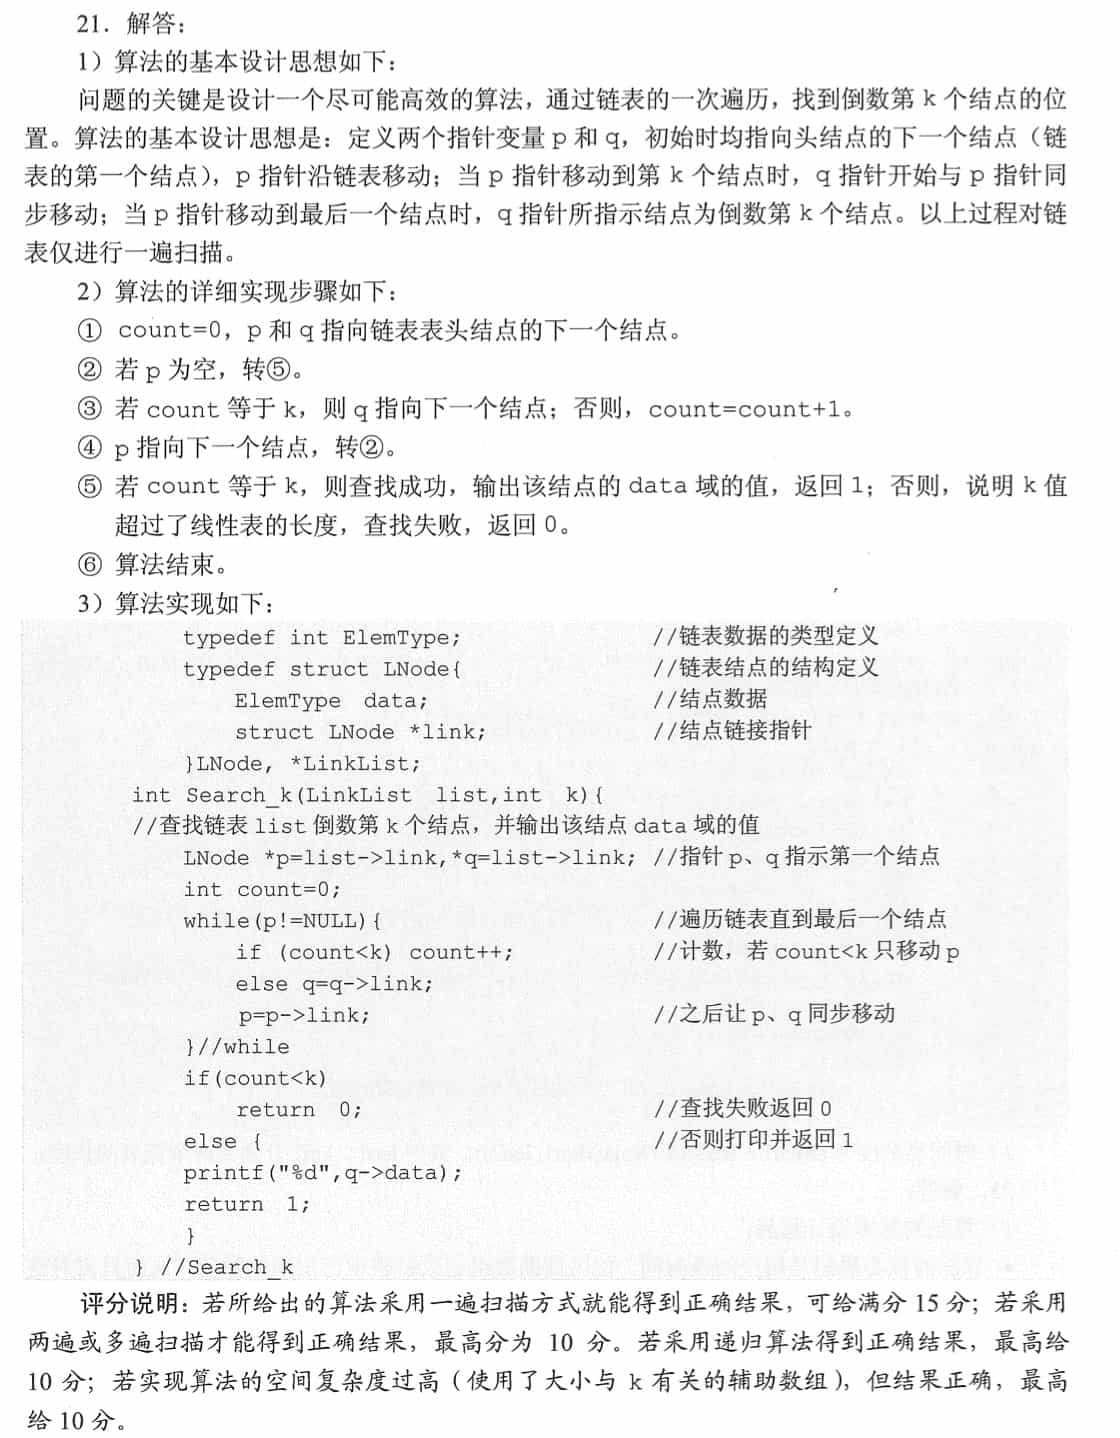 21．解答：
1）算法的基本设计思想如下：
问题的关键是设计一个尽可能高效的算法，通过链表的一次遍历，找到倒数第 k 个结点的位
置。算法的基本设计思想是：定义两个指针变量 p 和 q，初始时均指向头结点的下一个结点（链
表的第一个结点），p 指针沿链表移动；当 p 指针移动到第 k 个结点时，q 指针开始与 p 指针同
步移动；当 p 指针移动到最后一个结点时，q 指针所指示结点为倒数第 k 个结点。以上过程对链
表仅进行一遍扫描。
2）算法的详细实现步骤如下：
① count=0，p 和 q 指向链表表头结点的下一个结点。
② 若 p 为空，转⑤。
③ 若 count 等于 k，则 q 指向下一个结点；否则，count=count+1。
④ p 指向下一个结点，转②。
⑤ 若 count 等于 k，则查找成功，输出该结点的 data 域的值，返回 1；否则，说明 k 值
超过了线性表的长度，查找失败，返回 0。
⑥ 算法结束。
3）算法实现如下：
typedef int ElemType; //链表数据的类型定义
typedef struct LNode{ //链表结点的结构定义
ElemType data; //结点数据
struct LNode *link; //结点链接指针
}LNode, *LinkList;
int Search_k(LinkList list,int k){
//查找链表 list 倒数第 k 个结点，并输出该结点 data 域的值
LNode *p=list->link,*q=list->link; //指针 p、q 指示第一个结点
int count=0;
while(p!=NULL){ //遍历链表直到最后一个结点
if (count<k) count++; //计数，若 count<k 只移动 p
else q=q->link;
p=p->link; //之后让 p、q 同步移动
}//while
if(count<k)
return 0; //查找失败返回 0
else { //否则打印并返回 1
printf("%d",q->data);
return 1;
}
} //Search_k
评分说明：若所给出的算法采用一遍扫描方式就能得到正确结果，可给满分 15 分；若采用
两遍或多遍扫描才能得到正确结果，最高分为 10 分。若采用递归算法得到正确结果，最高给
10 分；若实现算法的空间复杂度过高（使用了大小与 k 有关的辅助数组），但结果正确，最高
给 10 分。